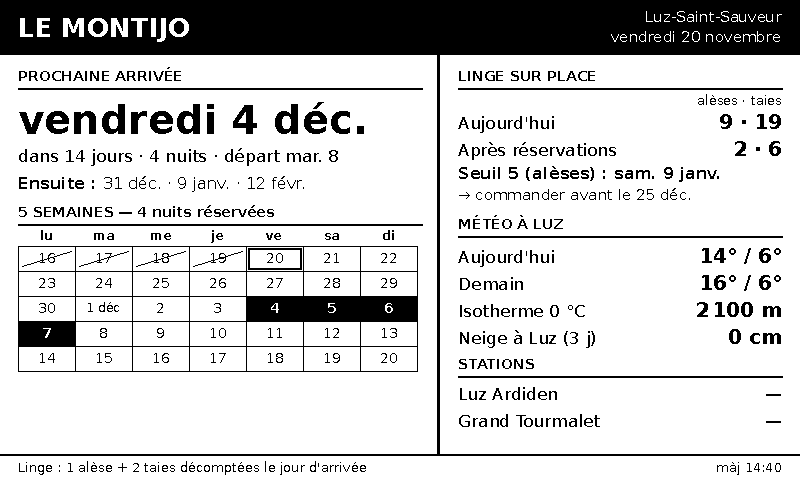 LE MONTIJO
Luz-Saint-Sauveur
vendredi 20 novembre
PROCHAINE ARRIVÉE
vendredi 4 déc.
dans 14 jours · 4 nuits · départ mar. 8
Ensuite : 31 déc. · 9 janv. · 12 févr.
5 SEMAINES — 4 nuits réservées
lu ma me je ve sa di
16 17 18 19 20 21 22
23 24 25 26 27 28 29
30 1 déc 2 3 4 5 6
7 8 9 10 11 12 13
14 15 16 17 18 19 20
LINGE SUR PLACE
alèses · taies
Aujourd'hui 9 · 19
Après réservations 2 · 6
Seuil 5 (alèses) : sam. 9 janv.
→ commander avant le 25 déc.
MÉTÉO À LUZ
Aujourd'hui 14° / 6°
Demain 16° / 6°
Isotherme 0 °C 2 100 m
Neige à Luz (3 j) 0 cm
STATIONS
Luz Ardiden —
Grand Tourmalet —
Linge : 1 alèse + 2 taies décomptées le jour d'arrivée
màj 14:40